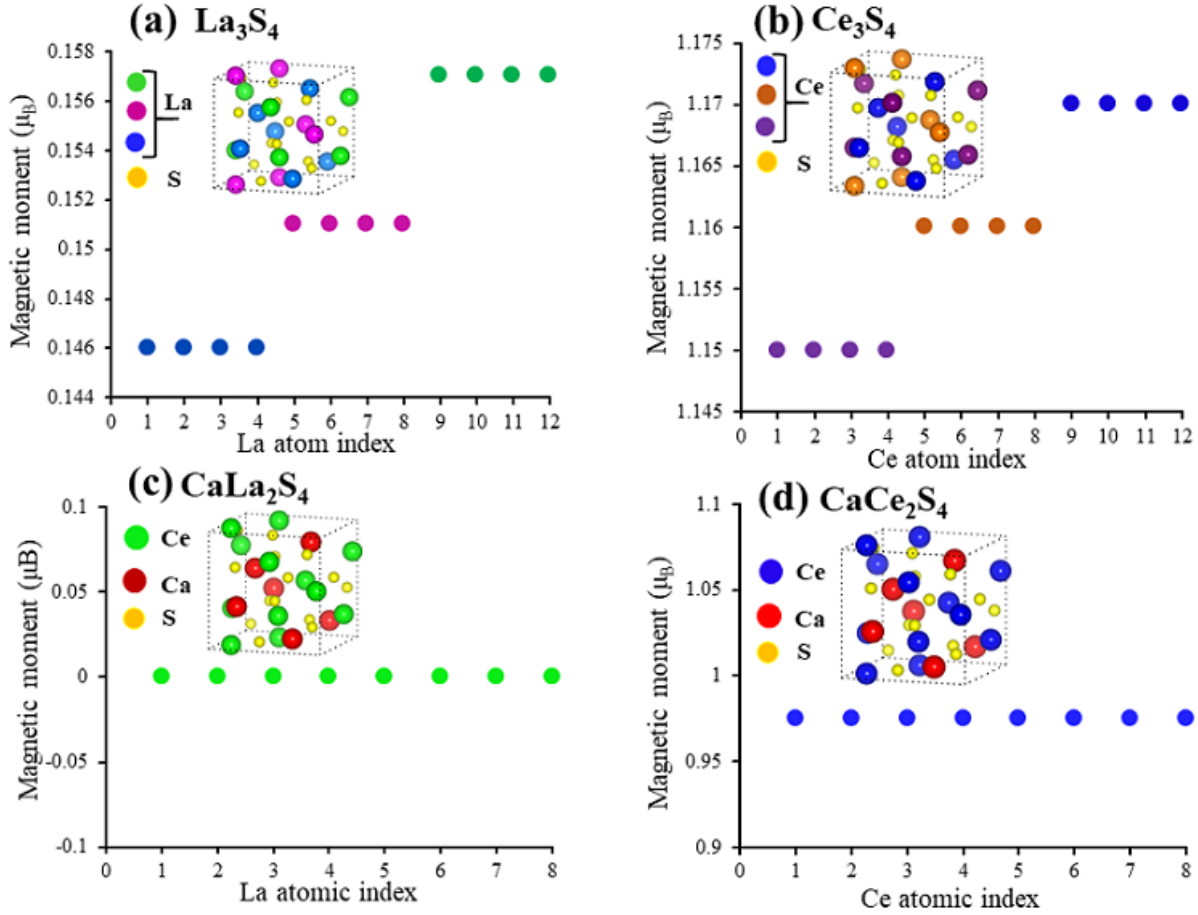 (a) La₃S₄
Magnetic moment (μB)
0.158
0.156
0.154
0.152
0.15
0.148
0.146
0.144
La
S
0 1 2 3 4 5 6 7 8 9 10 11 12
La atom index
(b) Ce₃S₄
Magnetic moment (μB)
1.175
1.17
1.165
1.16
1.155
1.15
1.145
Ce
S
0 1 2 3 4 5 6 7 8 9 10 11 12
Ce atom index
(c) CaLa₂S₄
Magnetic moment (μB)
0.1
0.05
0
-0.05
-0.1
Ce
Ca
S
0 1 2 3 4 5 6 7 8
La atomic index
(d) CaCe₂S₄
Magnetic moment (μB)
1.1
1.05
1
0.95
0.9
Ce
Ca
S
0 1 2 3 4 5 6 7 8
Ce atomic index